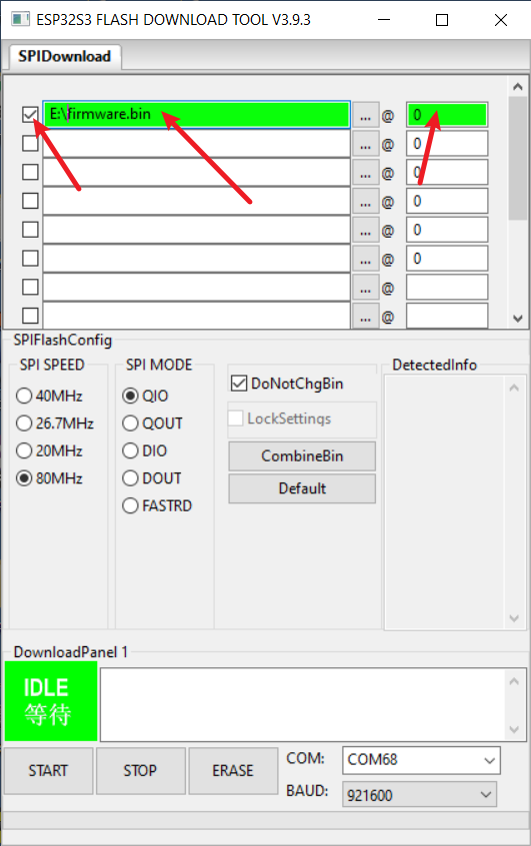 ESP32S3 FLASH DOWNLOAD TOOL V3.9.3
SPIDownload
E:\firmware.bin ... @ 0
... @ 0
... @ 0
... @ 0
... @ 0
... @ 0
... @
... @
SPIFlashConfig
SPI SPEED
40MHz
26.7MHz
20MHz
80MHz
SPI MODE
QIO
QOUT
DIO
DOUT
FASTRD
DoNotChgBin
LockSettings
CombineBin
Default
DetectedInfo
DownloadPanel 1
IDLE
等待
START STOP ERASE
COM: COM68
BAUD: 921600